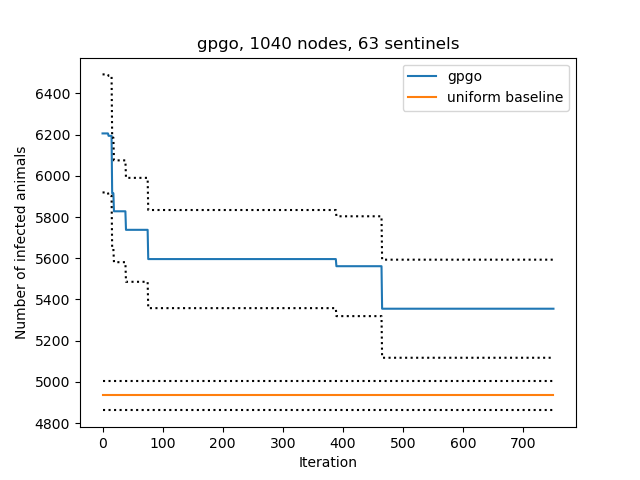 gpgo, 1040 nodes, 63 sentinels
gpgo
uniform baseline
Number of infected animals
6400
6200
6000
5800
5600
5400
5200
5000
4800
0 100 200 300 400 500 600 700
Iteration